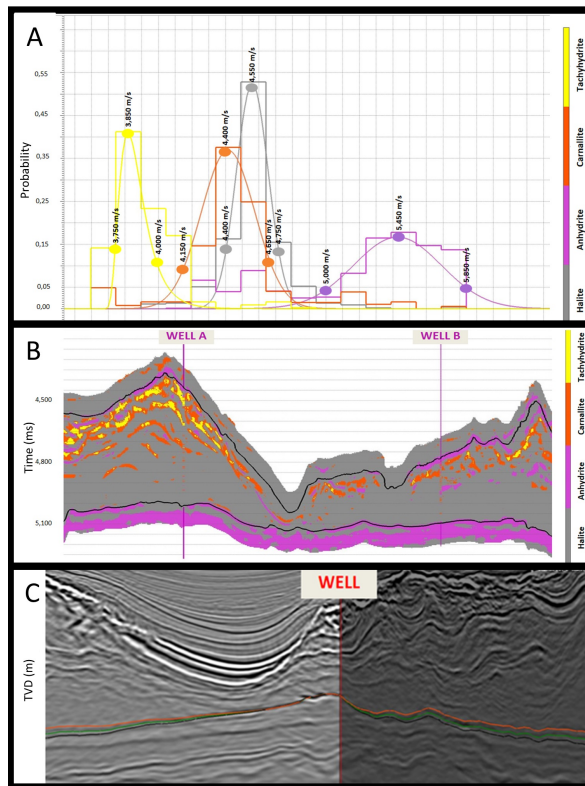 A
Probability
0,55
0,45
0,35
0,25
0,15
0,05
0,00
3,750 m/s
3,850 m/s
4,000 m/s
4,150 m/s
4,400 m/s
4,400 m/s
4,550 m/s
4,650 m/s
4,750 m/s
5,000 m/s
5,450 m/s
5,650 m/s
Tachyhydrite
Carnallite
Anhydrite
Halite
B
WELL A
WELL B
Time (ms)
4,500
4,800
5,100
Tachyhydrite
Carnallite
Anhydrite
Halite
C
WELL
TVD (m)